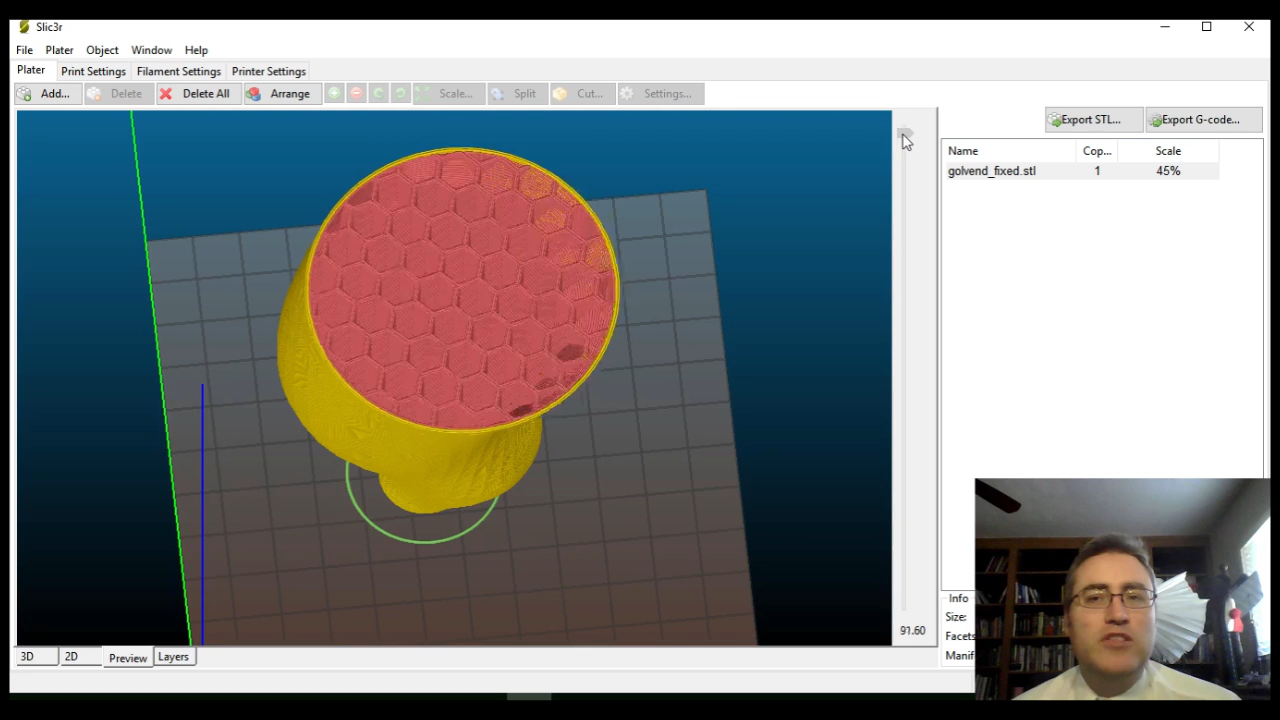 Slic3r
File Plater Object Window Help
Plater Print Settings Filament Settings Printer Settings
Add... Delete Delete All Arrange Scale... Split Cut... Settings...
Export STL... Export G-code...
Name Cop... Scale
golvend_fixed.stl 1 45%
Info
Size:
Facets
Manif
91.60
3D 2D Preview Layers